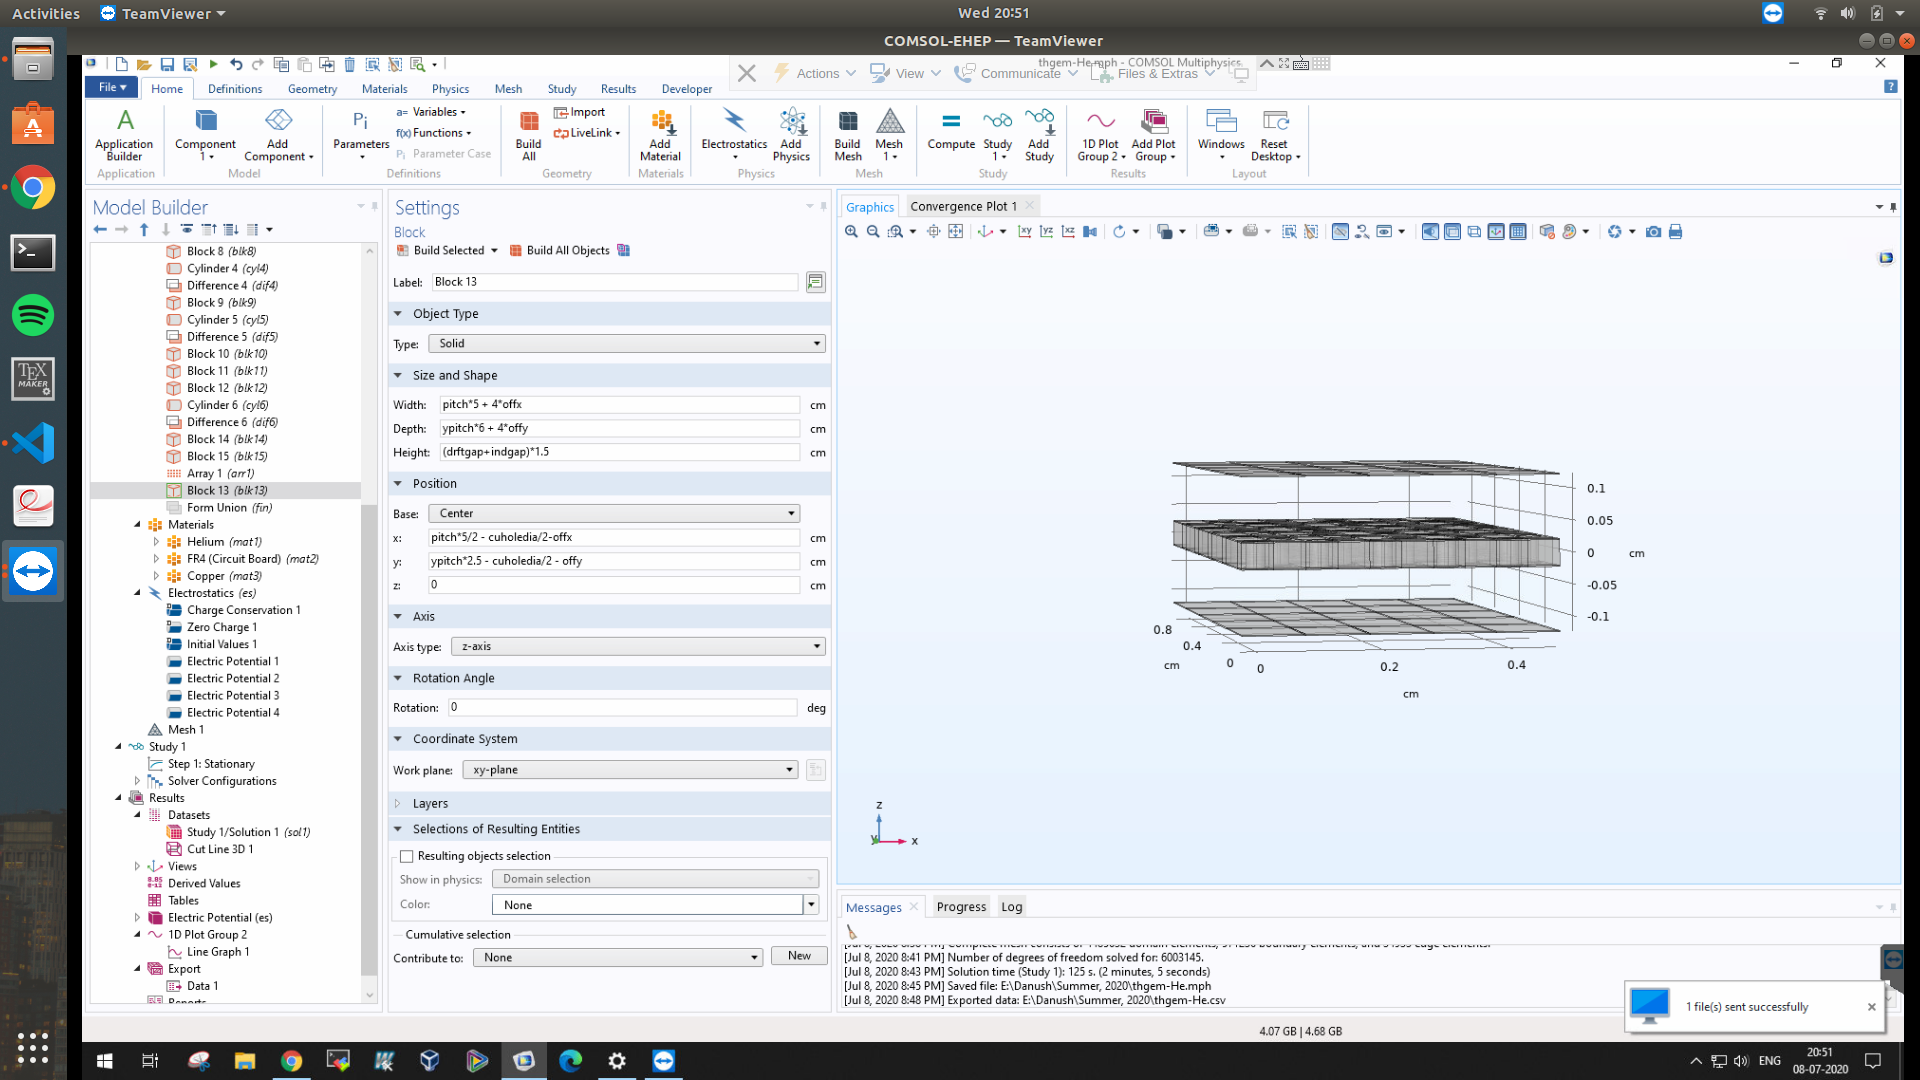 Activities
TeamViewer
Wed 20:51
COMSOL-EHEP — TeamViewer
thgem-He.mph - COMSOL Multiphysics
Actions
View
Communicate
Files & Extras
File
Home
Definitions
Geometry
Materials
Physics
Mesh
Study
Results
Developer
Application Builder
Application
Component 1
Add Component
Model
Parameters
a= Variables
f(x) Functions
Pi Parameter Case
Definitions
Build All
Import
LiveLink
Geometry
Add Material
Materials
Electrostatics
Add Physics
Physics
Build Mesh
Mesh 1
Mesh
Compute
Study 1
Add Study
Study
1D Plot Group 2
Add Plot Group
Results
Windows
Reset Desktop
Layout
Model Builder
Block 8 (blk8)
Cylinder 4 (cyl4)
Difference 4 (dif4)
Block 9 (blk9)
Cylinder 5 (cyl5)
Difference 5 (dif5)
Block 10 (blk10)
Block 11 (blk11)
Block 12 (blk12)
Cylinder 6 (cyl6)
Difference 6 (dif6)
Block 14 (blk14)
Block 15 (blk15)
Array 1 (arr1)
Block 13 (blk13)
Form Union (fin)
Materials
Helium (mat1)
FR4 (Circuit Board) (mat2)
Copper (mat3)
Electrostatics (es)
Charge Conservation 1
Zero Charge 1
Initial Values 1
Electric Potential 1
Electric Potential 2
Electric Potential 3
Electric Potential 4
Mesh 1
Study 1
Step 1: Stationary
Solver Configurations
Results
Datasets
Study 1/Solution 1 (sol1)
Cut Line 3D 1
Views
Derived Values
Tables
Electric Potential (es)
1D Plot Group 2
Line Graph 1
Export
Data 1
Reports
Settings
Block
Build Selected
Build All Objects
Label: Block 13
Object Type
Type: Solid
Size and Shape
Width: pitch*5 + 4*offx cm
Depth: ypitch*6 + 4*offy cm
Height: (drftgap+indgap)*1.5 cm
Position
Base: Center
x: pitch*5/2 - cuholedia/2-offx cm
y: ypitch*2.5 - cuholedia/2 - offy cm
z: 0 cm
Axis
Axis type: z-axis
Rotation Angle
Rotation: 0 deg
Coordinate System
Work plane: xy-plane
Layers
Selections of Resulting Entities
Resulting objects selection
Show in physics: Domain selection
Color: None
Cumulative selection
Contribute to: None New
Graphics
Convergence Plot 1
xy
yz
xz
0.1
0.05
0
cm
-0.05
-0.1
0.8
0.4
cm
0
0
0.2
0.4
cm
z
y
x
Messages
Progress
Log
[Jul 8, 2020 8:41 PM] Number of degrees of freedom solved for: 6003145.
[Jul 8, 2020 8:43 PM] Solution time (Study 1): 125 s. (2 minutes, 5 seconds)
[Jul 8, 2020 8:45 PM] Saved file: E:\Danush\Summer, 2020\thgem-He.mph
[Jul 8, 2020 8:48 PM] Exported data: E:\Danush\Summer, 2020\thgem-He.csv
1 file(s) sent successfully
4.07 GB | 4.68 GB
TEX
MAKER
ENG
20:51
08-07-2020